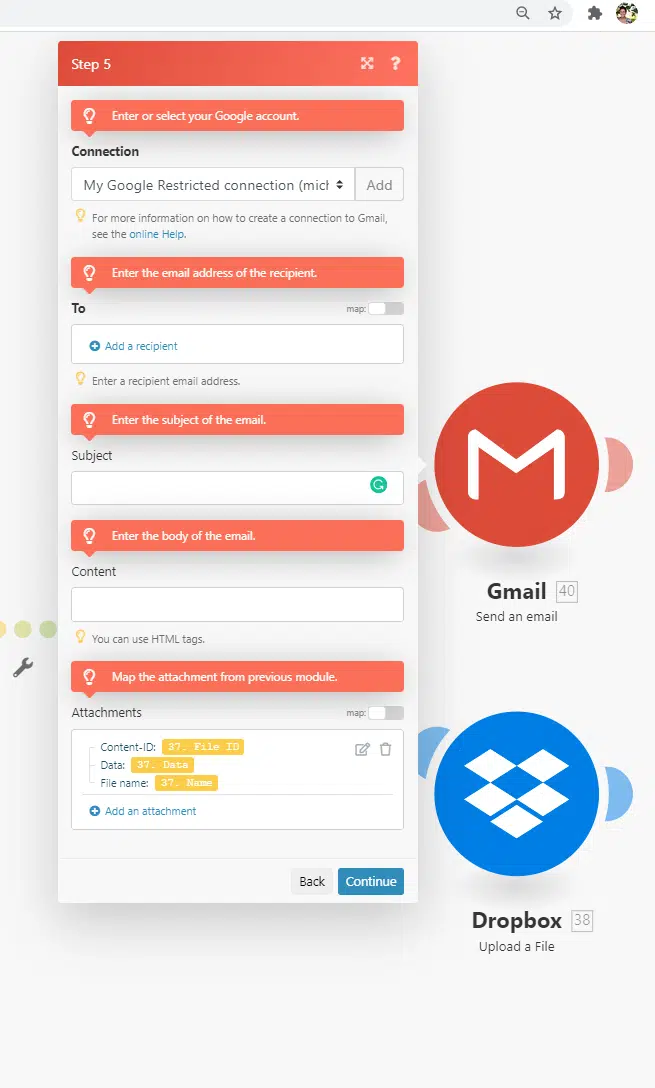 Step 5
?
Enter or select your Google account.
Connection
My Google Restricted connection (mich
Add
For more information on how to create a connection to Gmail,
see the online Help.
Enter the email address of the recipient.
To
map:
Add a recipient
Enter a recipient email address.
Enter the subject of the email.
Subject
Enter the body of the email.
Content
You can use HTML tags.
Map the attachment from previous module.
Attachments
map:
Content-ID: 37. File ID
Data: 37. Data
File name: 37. Name
Add an attachment
Back
Continue
Gmail 40
Send an email
Dropbox 38
Upload a File